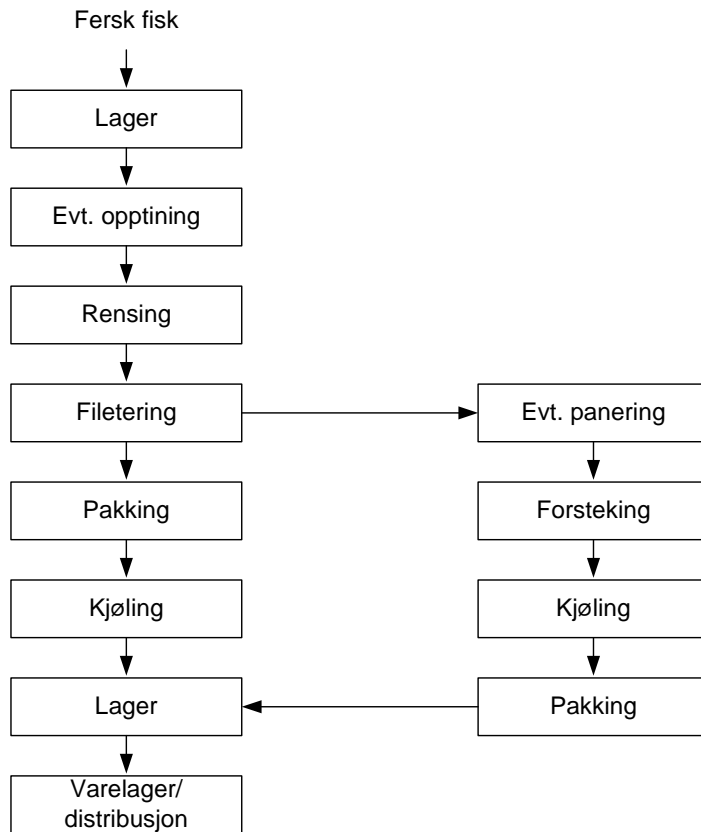 Fersk fisk
Lager
Evt. opptining
Rensing
Filetering
Evt. panering
Pakking
Forsteking
Kjøling
Kjøling
Lager
Pakking
Varelager/
distribusjon